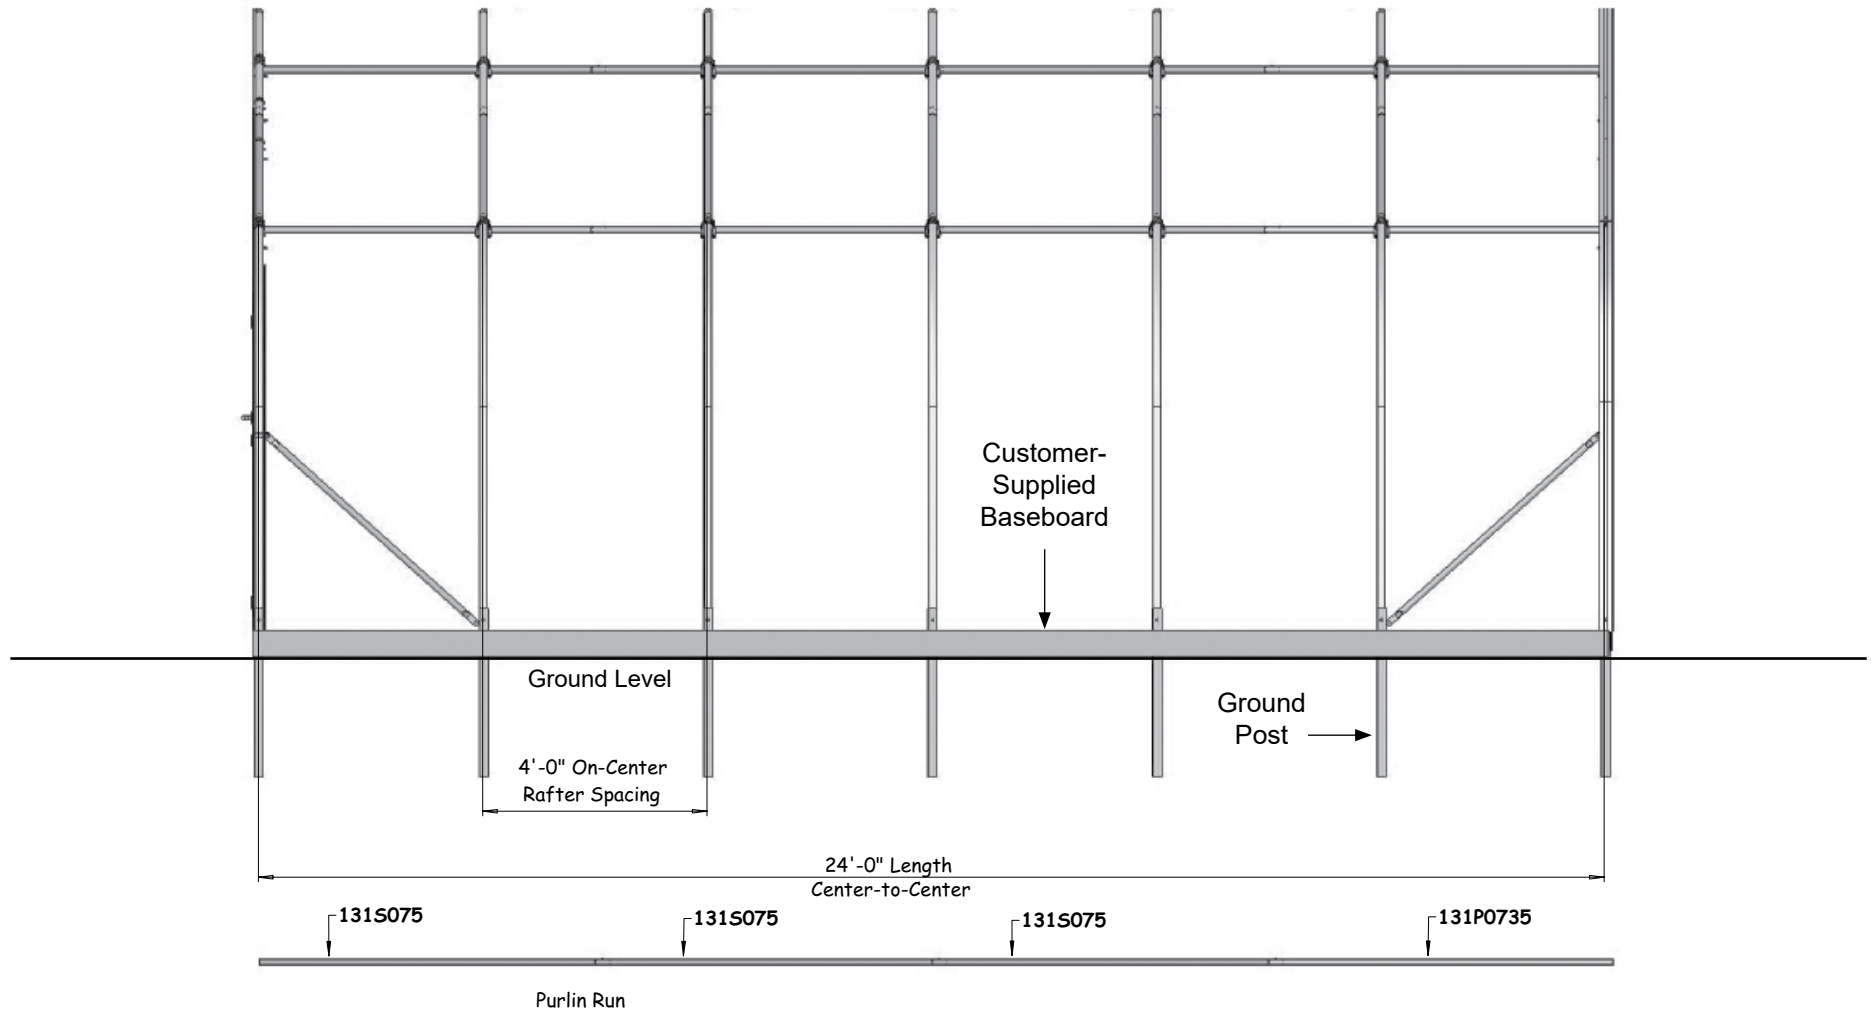 Customer-
Supplied
Baseboard
Ground Level
Ground
Post
4'-0" On-Center
Rafter Spacing
24'-0" Length
Center-to-Center
131S075
131S075
131S075
131P0735
Purlin Run